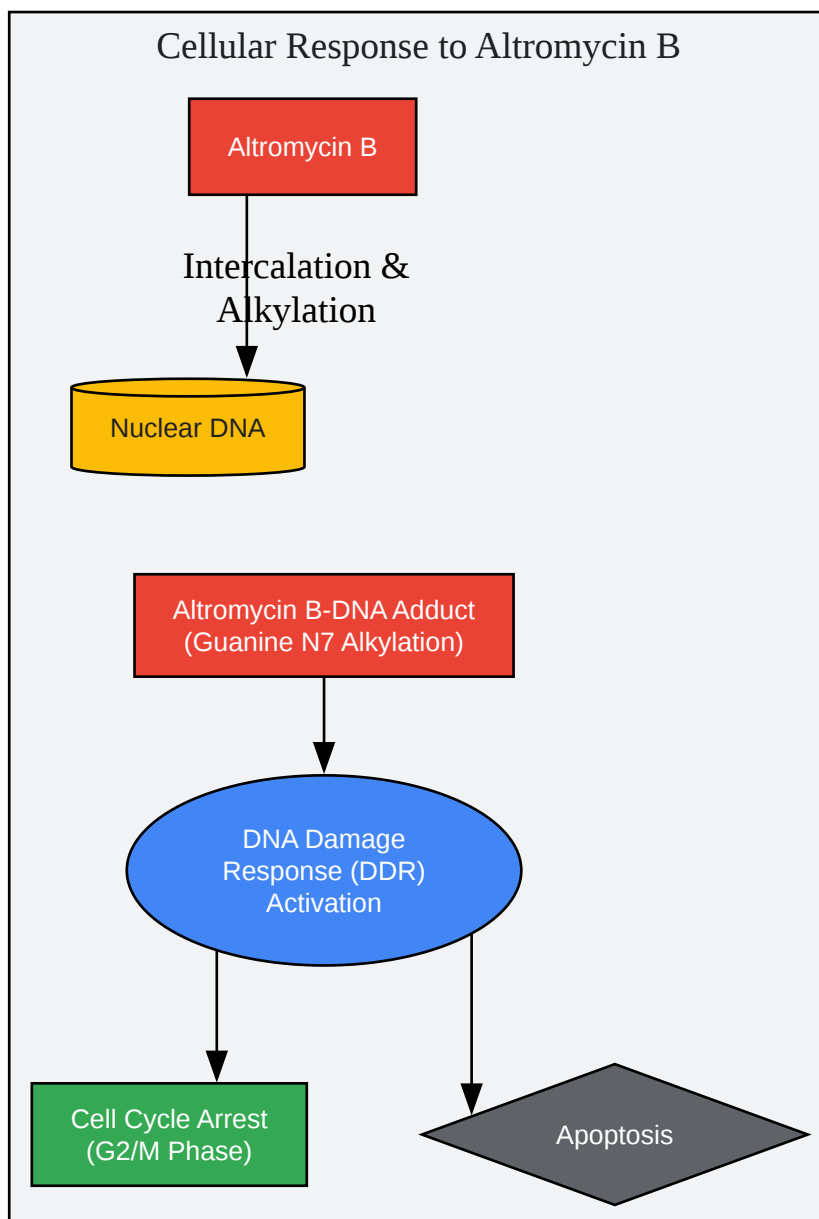 Cellular Response to Altromycin B
Altromycin B
Intercalation &
Alkylation
Nuclear DNA
Altromycin B-DNA Adduct
(Guanine N7 Alkylation)
DNA Damage
Response (DDR)
Activation
Cell Cycle Arrest
(G2/M Phase)
Apoptosis